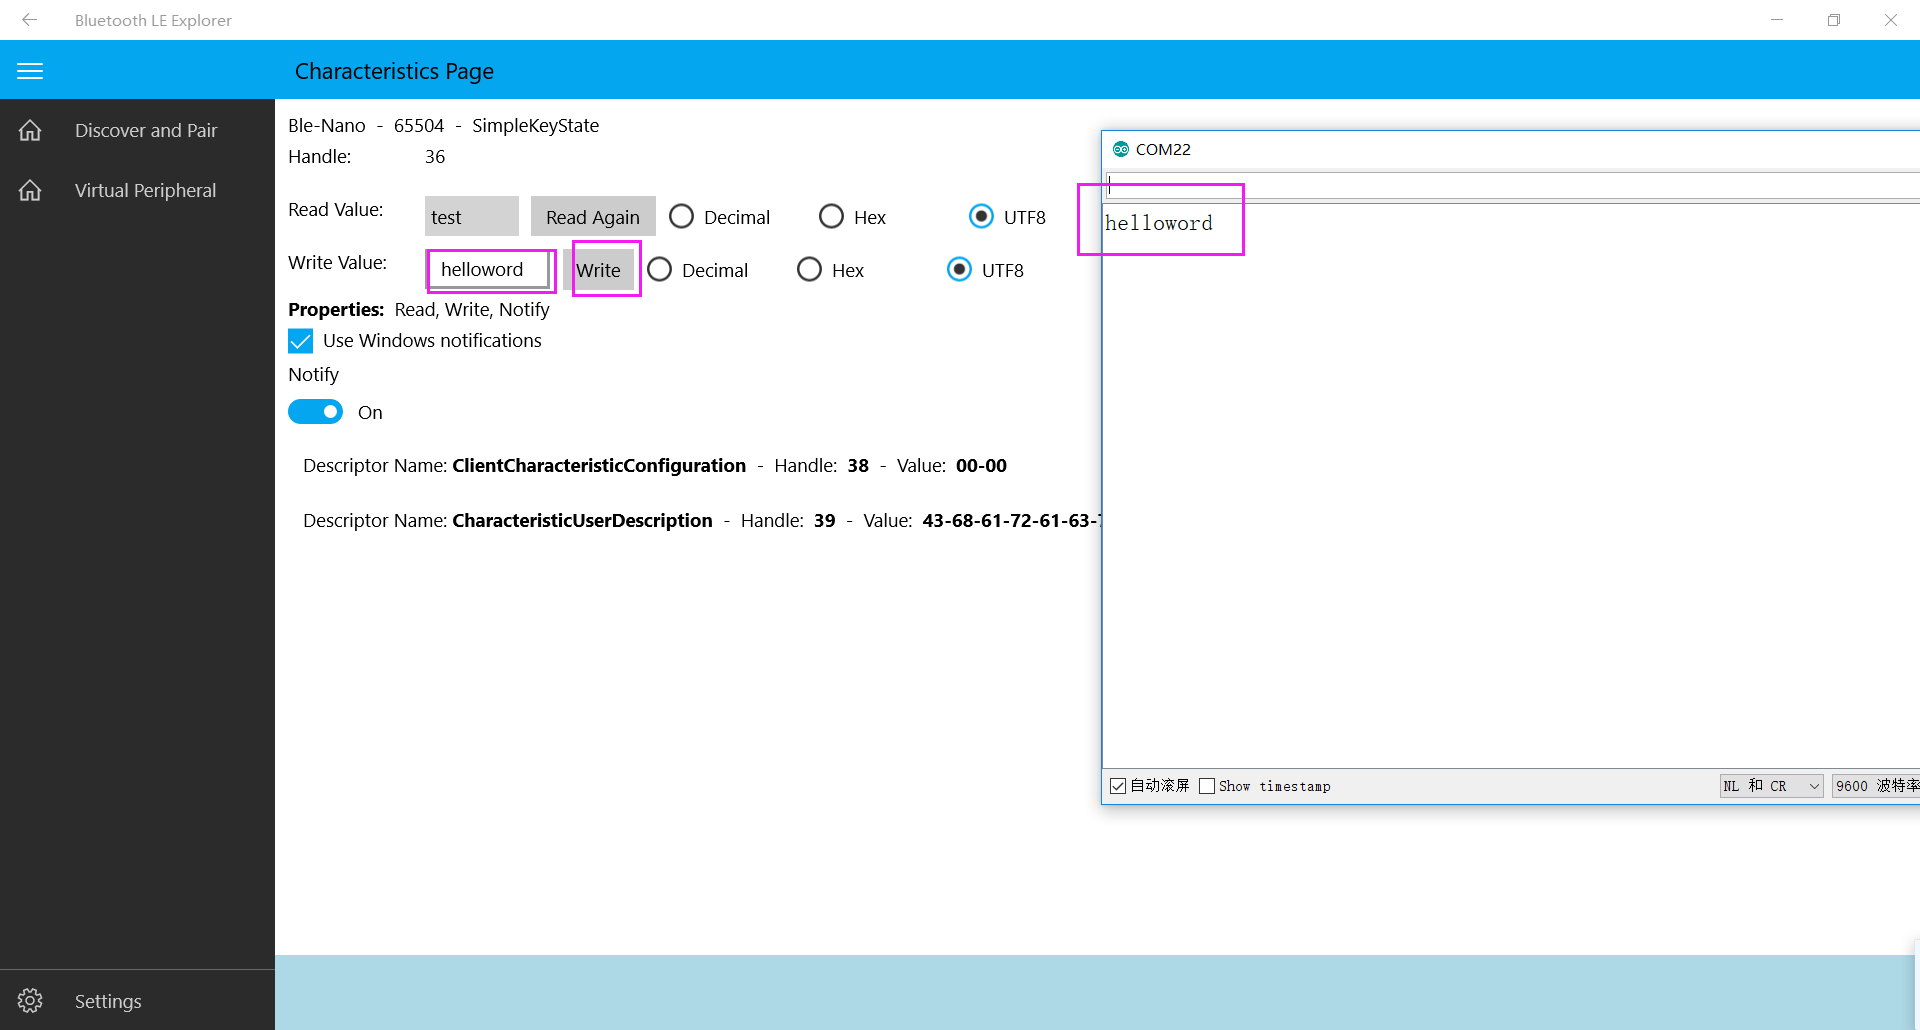 Bluetooth LE Explorer
Characteristics Page
Discover and Pair
Virtual Peripheral
Settings
Ble-Nano - 65504 - SimpleKeyState
Handle: 36
Read Value: test Read Again Decimal Hex UTF8
Write Value: helloword Write Decimal Hex UTF8
Properties: Read, Write, Notify
Use Windows notifications
Notify
On
Descriptor Name: ClientCharacteristicConfiguration - Handle: 38 - Value: 00-00
Descriptor Name: CharacteristicUserDescription - Handle: 39 - Value: 43-68-61-72-61-63-
COM22
helloword
自动滚屏 Show timestamp NL 和 CR 9600 波特率